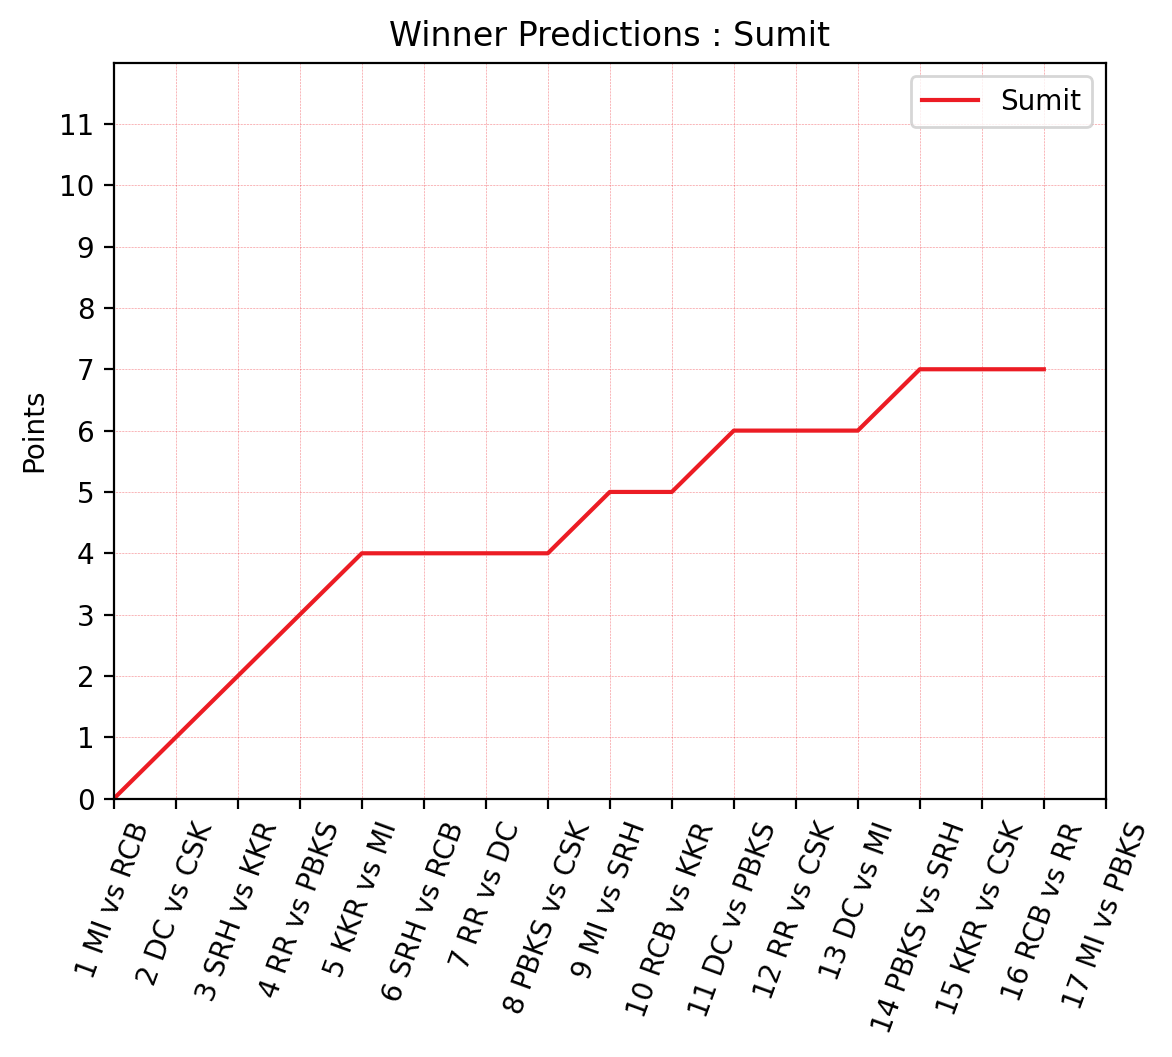 Winner Predictions : Sumit
Sumit
11
10
9
8
7
6
5
4
3
2
1
0
Points
1 MI vs RCB
2 DC vs CSK
3 SRH vs KKR
4 RR vs PBKS
5 KKR vs MI
6 SRH vs RCB
7 RR vs DC
8 PBKS vs CSK
9 MI vs SRH
10 RCB vs KKR
11 DC vs PBKS
12 RR vs CSK
13 DC vs MI
14 PBKS vs SRH
15 KKR vs CSK
16 RCB vs RR
17 MI vs PBKS